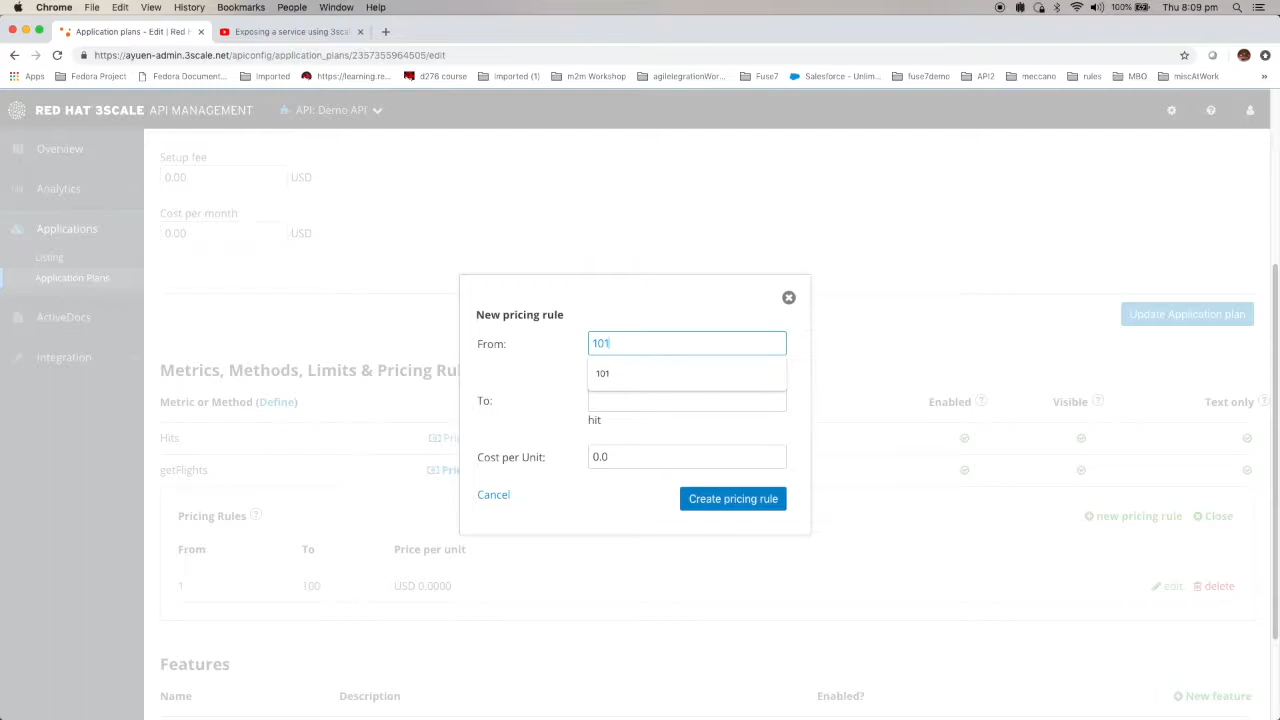 Chrome File Edit View History Bookmarks People Window Help 100% Thu 8:09 pm
Application plans - Edit | Red H Exposing a service using 3scal
https://ayuen-admin.3scale.net/apiconfig/application_plans/2357355964505/edit
Apps Fedora Project Fedora Document... Imported https://learning.re... d276 course Imported (1) m2m Workshop agileIegrationWor... Fuse7 Salesforce - Unlim... fuse7demo API2 meccano rules MBO miscAtWork »
RED HAT 3SCALE API MANAGEMENT API: Demo API
Overview
Analytics
Applications
Listing
Application Plans
ActiveDocs
Integration
Setup fee
0.00 USD
Cost per month
0.00 USD
Update Application plan
Metrics, Methods, Limits & Pricing Ru
Metric or Method (Define) Enabled ? Visible ? Text only ?
Hits Pri
getFlights Pri
Pricing Rules ? new pricing rule Close
From To Price per unit
1 100 USD 0.0000 edit delete
Features
Name Description Enabled? New feature
New pricing rule
From: 101
101
To:
hit
Cost per Unit: 0.0
Cancel Create pricing rule